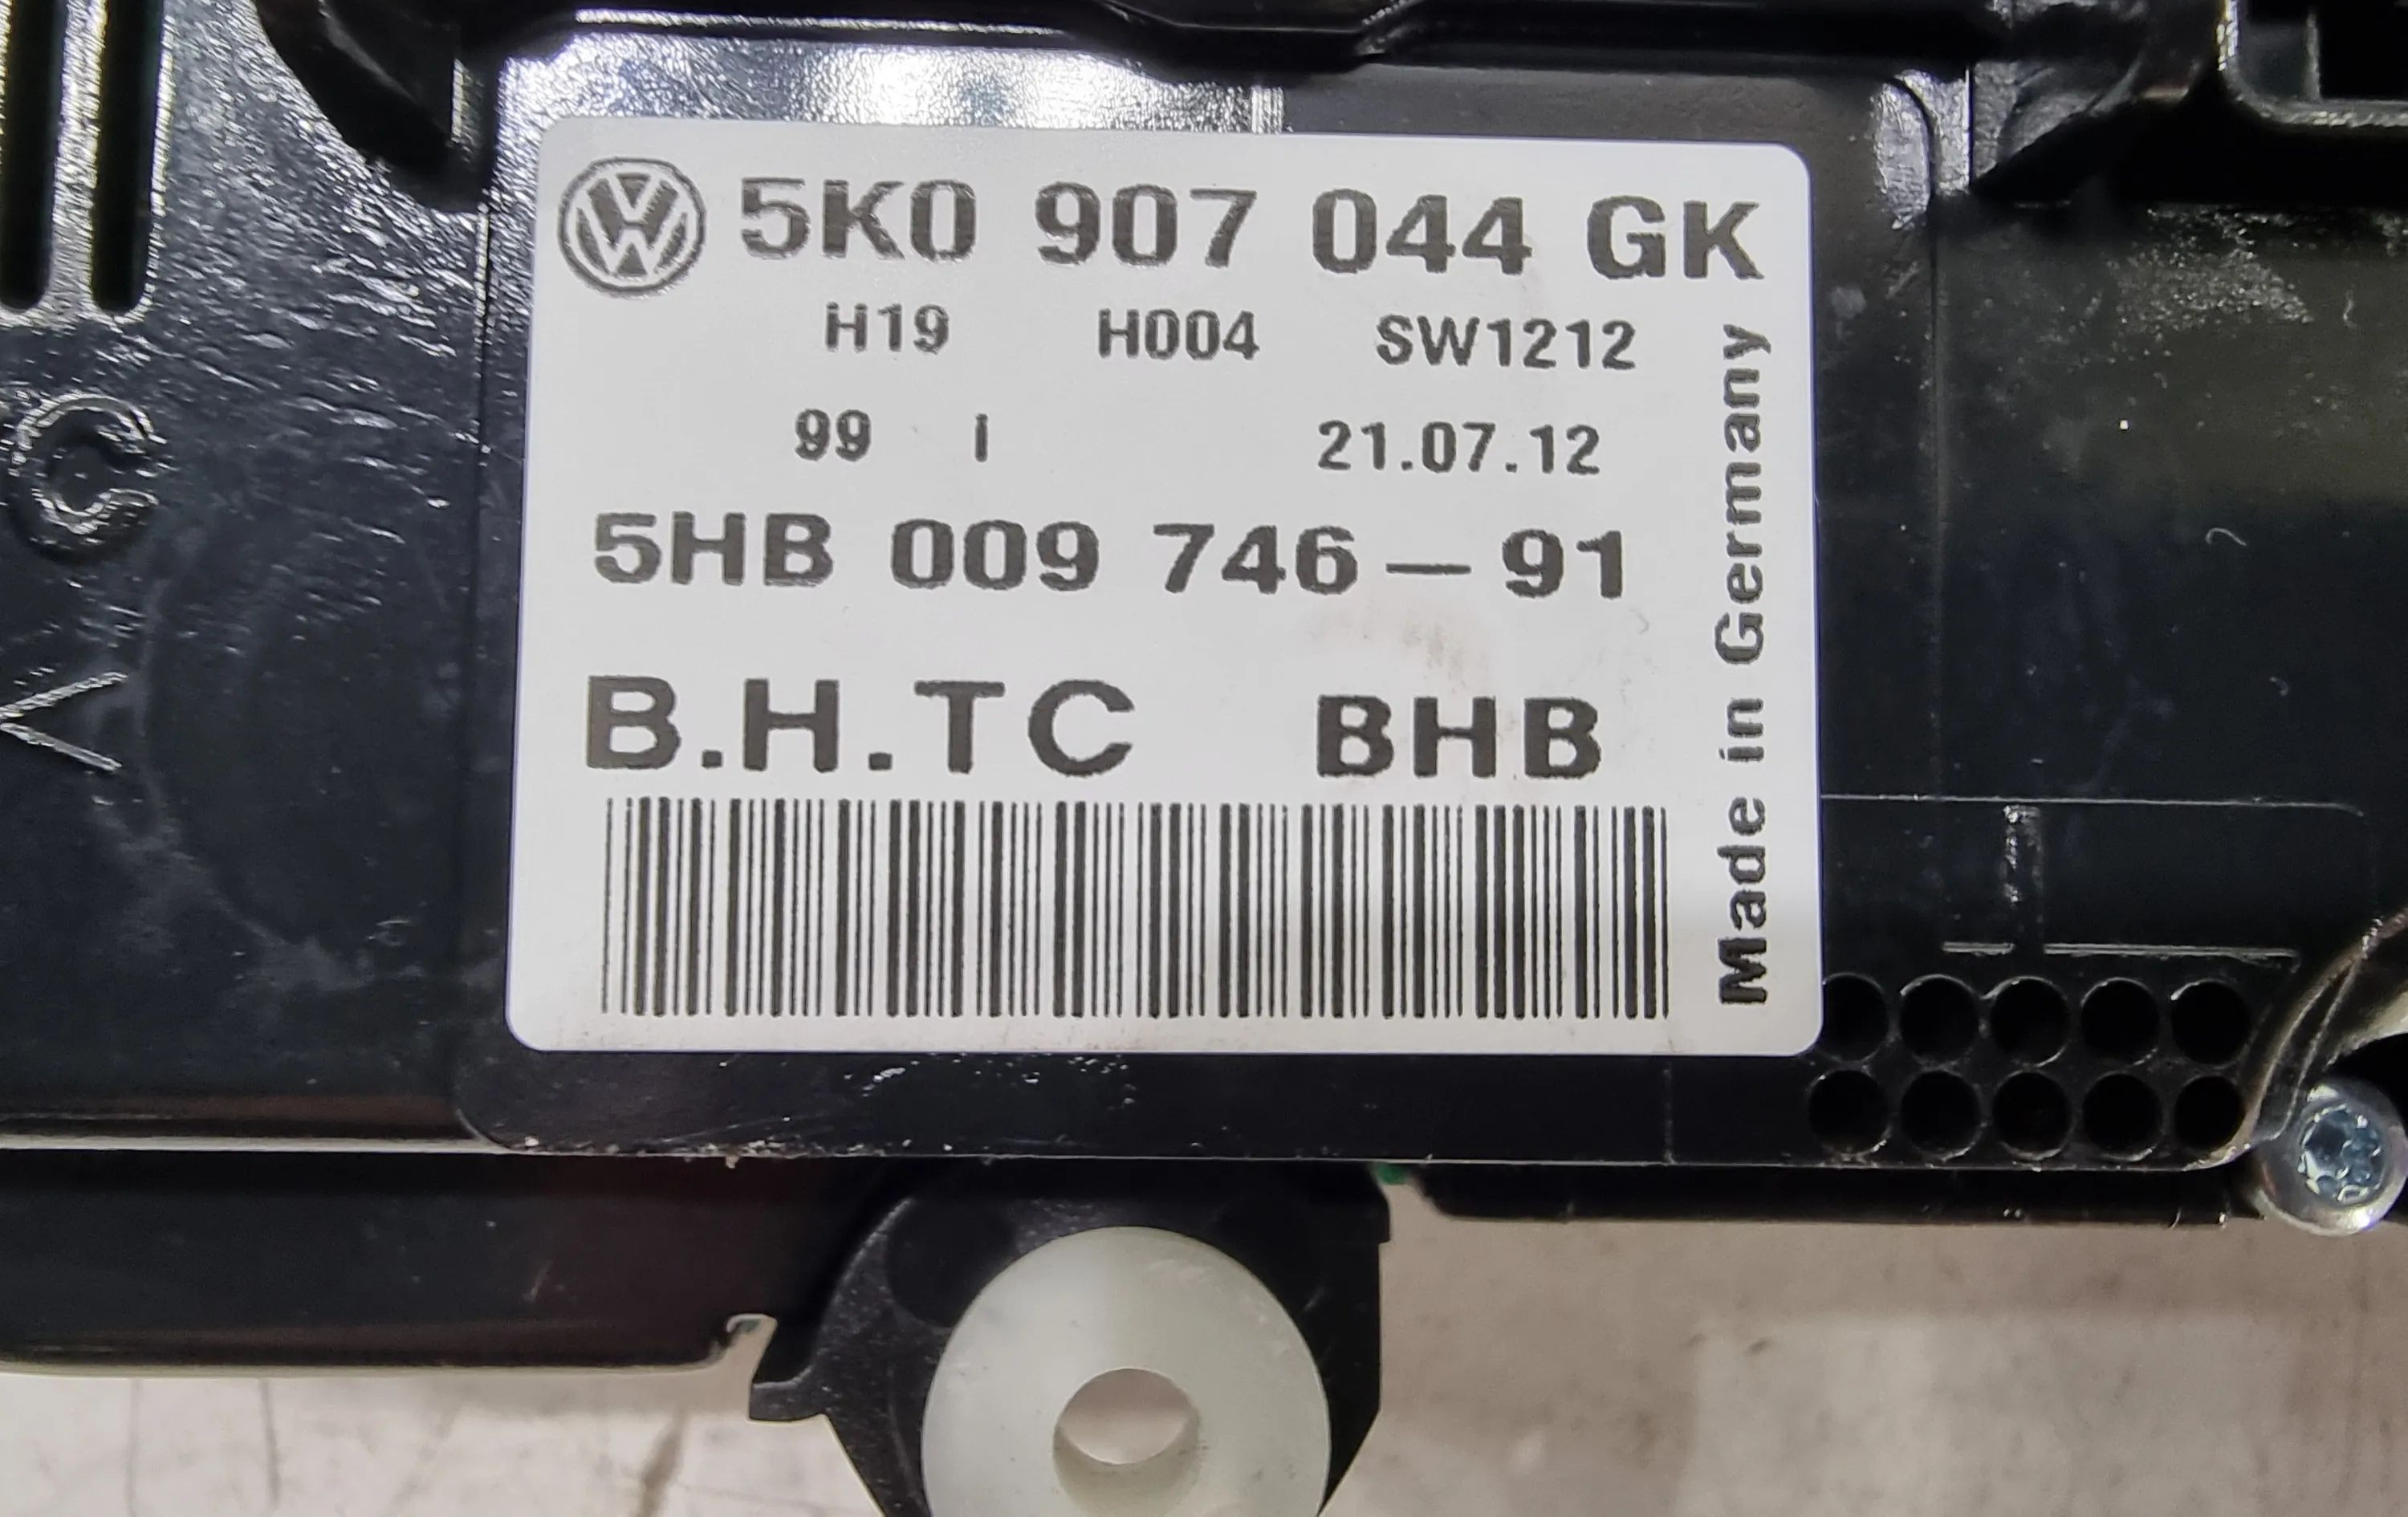 5K0 907 044 GK
H19 H004 SW1212
99 I 21.07.12
5HB 009 746-91
B.H.TC BHB
Made in Germany